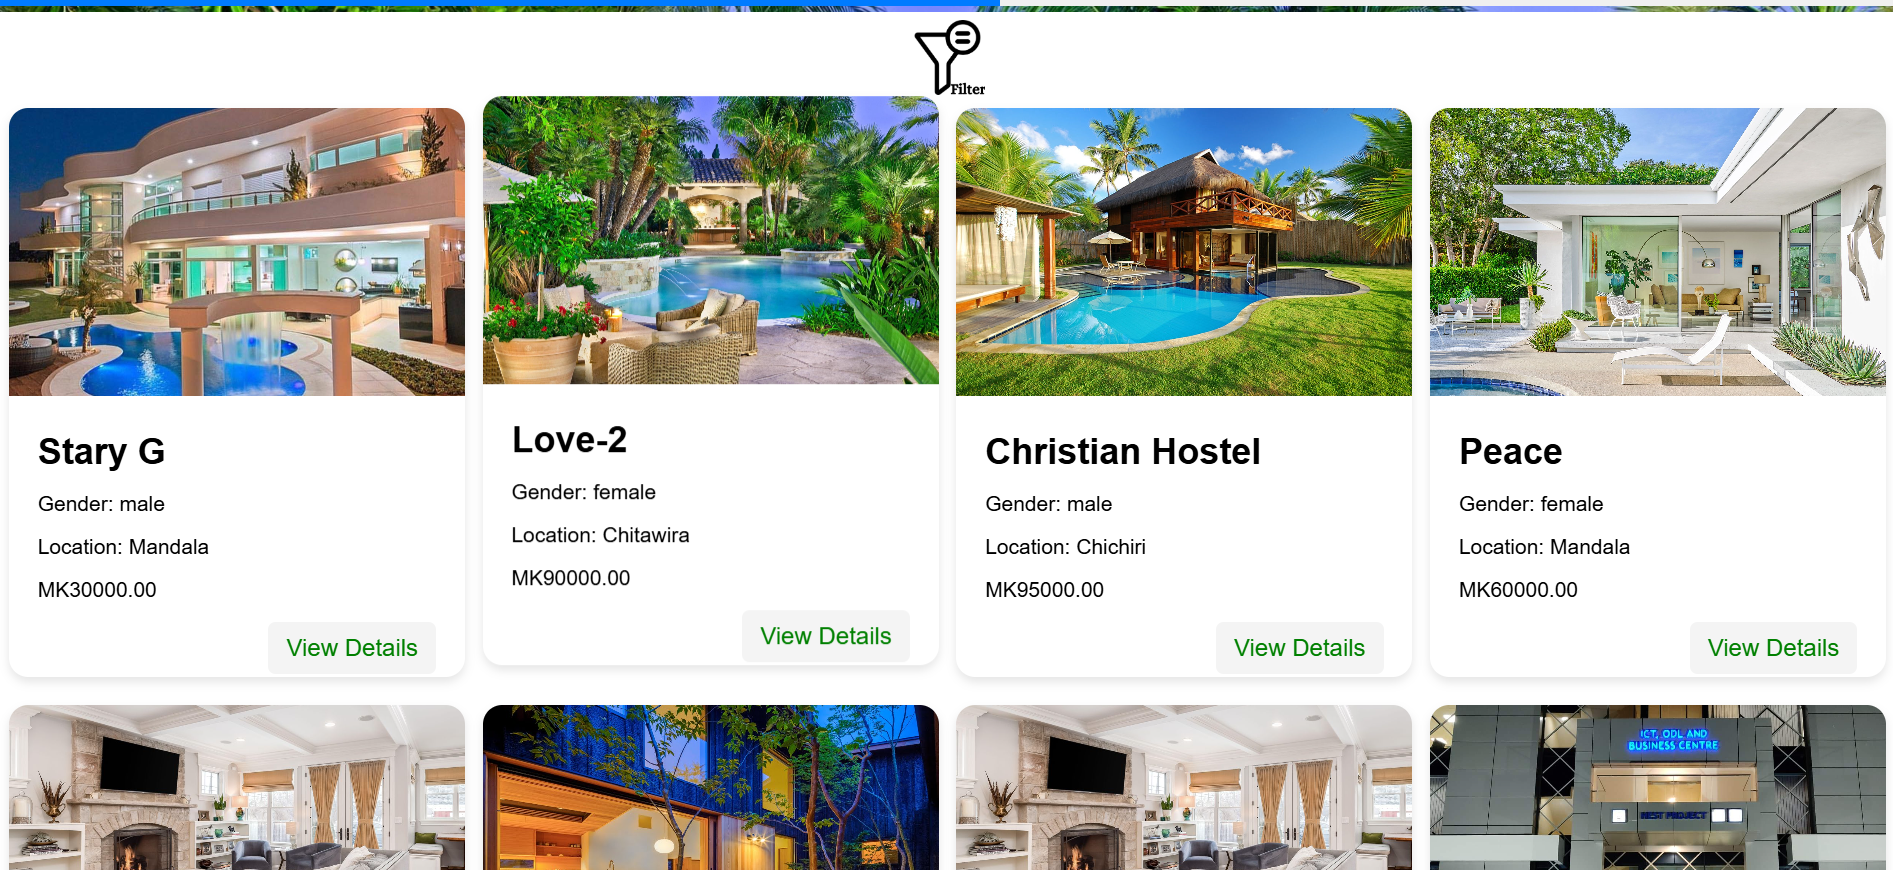 Filter
Stary G
Gender: male
Location: Mandala
MK30000.00
View Details
Love-2
Gender: female
Location: Chitawira
MK90000.00
View Details
Christian Hostel
Gender: male
Location: Chichiri
MK95000.00
View Details
Peace
Gender: female
Location: Mandala
MK60000.00
View Details
ICT, ODL AND
BUSINESS CENTRE
NEST PROJECT